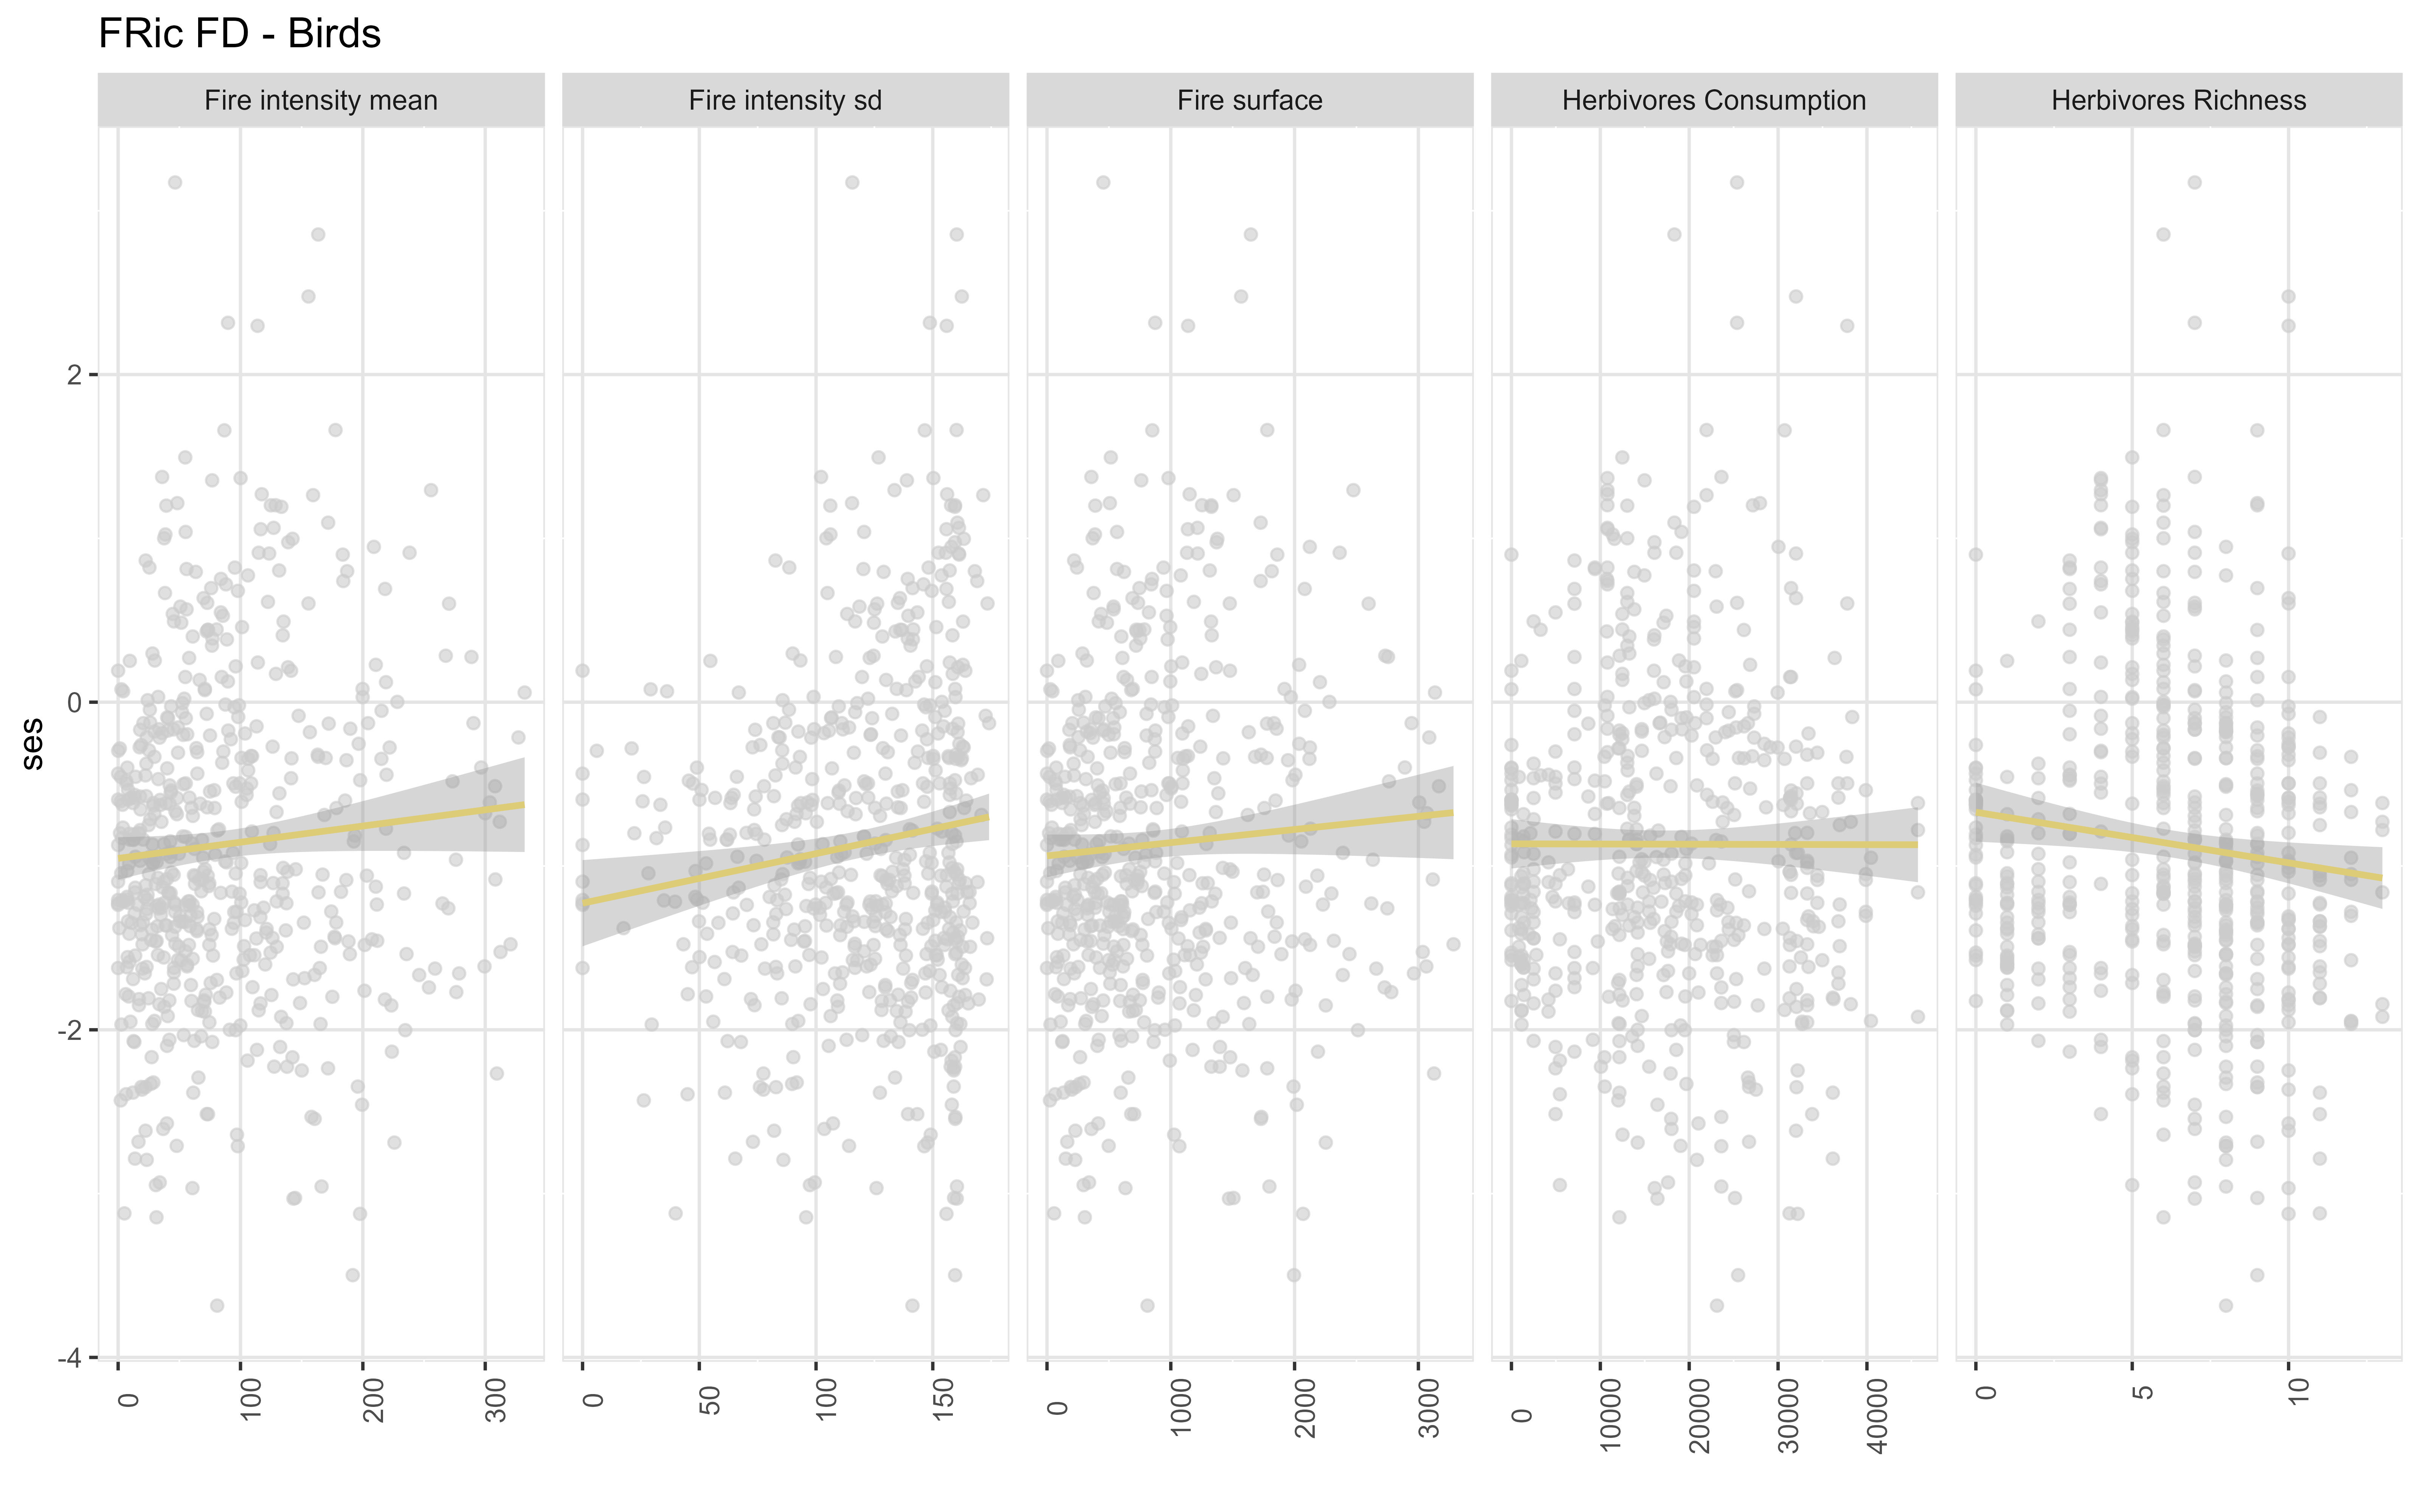 FRic FD - Birds
Fire intensity mean Fire intensity sd Fire surface Herbivores Consumption Herbivores Richness
ses
2
0
-2
-4
0 100 200 300 0 50 100 150 0 1000 2000 3000 0 10000 20000 30000 40000 0 5 10